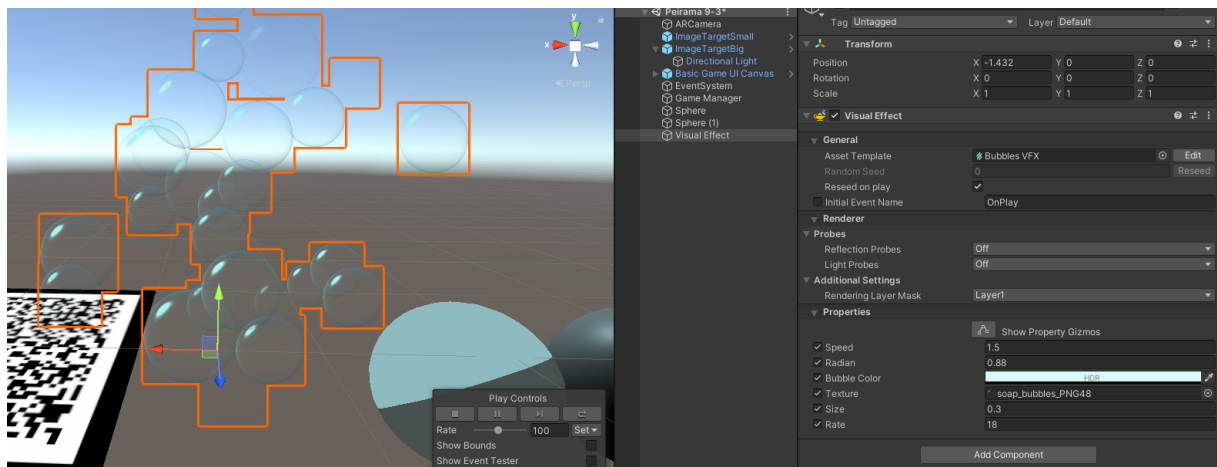 y
x
< Persp
Play Controls
Rate 100 Set
Show Bounds
Show Event Tester
Peirama 9-3*
ARCamera
ImageTargetSmall
ImageTargetBig
Directional Light
Basic Game UI Canvas
EventSystem
Game Manager
Sphere
Sphere (1)
Visual Effect
Tag Untagged Layer Default
Transform
Position X -1.432 Y 0 Z 0
Rotation X 0 Y 0 Z 0
Scale X 1 Y 1 Z 1
Visual Effect
General
Asset Template Bubbles VFX Edit
Random Seed 0 Reseed
Reseed on play
Initial Event Name OnPlay
Renderer
Probes
Reflection Probes Off
Light Probes Off
Additional Settings
Rendering Layer Mask Layer1
Properties
Show Property Gizmos
Speed 1.5
Radian 0.88
Bubble Color HDR
Texture soap_bubbles_PNG48
Size 0.3
Rate 18
Add Component